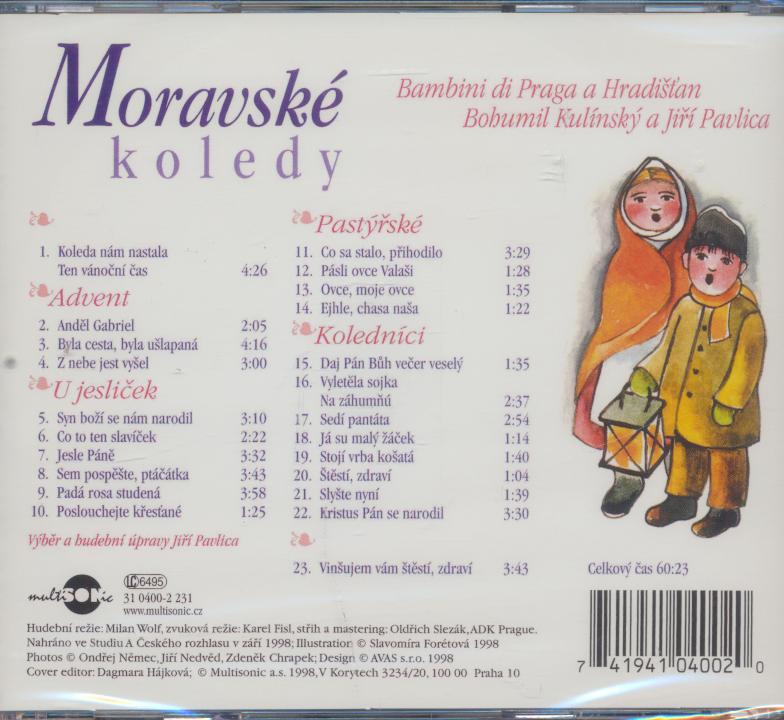 Moravské
koledy
Bambini di Praga a Hradišťan
Bohumil Kulínský a Jiří Pavlica
1. Koleda nám nastala
Ten vánoční čas 4:26
Advent
2. Anděl Gabriel 2:05
3. Byla cesta, byla ušlapaná 4:16
4. Z nebe jest vyšel 3:00
U jesliček
5. Syn boží se nám narodil 3:10
6. Co to ten slavíček 2:22
7. Jesle Páně 3:32
8. Sem pospěšte, ptáčátka 3:43
9. Padá rosa studená 3:58
10. Poslouchejte křesťané 1:25
Výběr a hudební úpravy Jiří Pavlica
Pastýřské
11. Co sa stalo, přihodilo 3:29
12. Pásli ovce Valaši 1:28
13. Ovce, moje ovce 1:35
14. Ejhle, chasa naša 1:22
Koledníci
15. Daj Pán Bůh večer veselý 1:35
16. Vyletěla sojka
Na záhumňú 2:37
17. Sedí pantáta 2:54
18. Já su malý žáček 1:14
19. Stojí vrba košatá 1:40
20. Štěstí, zdraví 1:04
21. Slyšte nyní 1:39
22. Kristus Pán se narodil 3:30
23. Vinšujem vám štěstí, zdraví 3:43
Celkový čas 60:23
multiSONic
LC 6495
31 0400-2 231
www.multisonic.cz
Hudební režie: Milan Wolf, zvuková režie: Karel Fisl, střih a mastering: Oldřich Slezák, ADK Prague.
Nahráno ve Studiu A Českého rozhlasu v září 1998; Illustration © Slavomíra Foretová 1998
Photos © Ondřej Němec, Jiří Nedvěd, Zdeněk Chrapek; Design © AVAS s.r.o. 1998
Cover editor: Dagmara Hájková; © Multisonic a.s. 1998, V Korytech 3234/20, 100 00 Praha 10
7 41941 04002 0